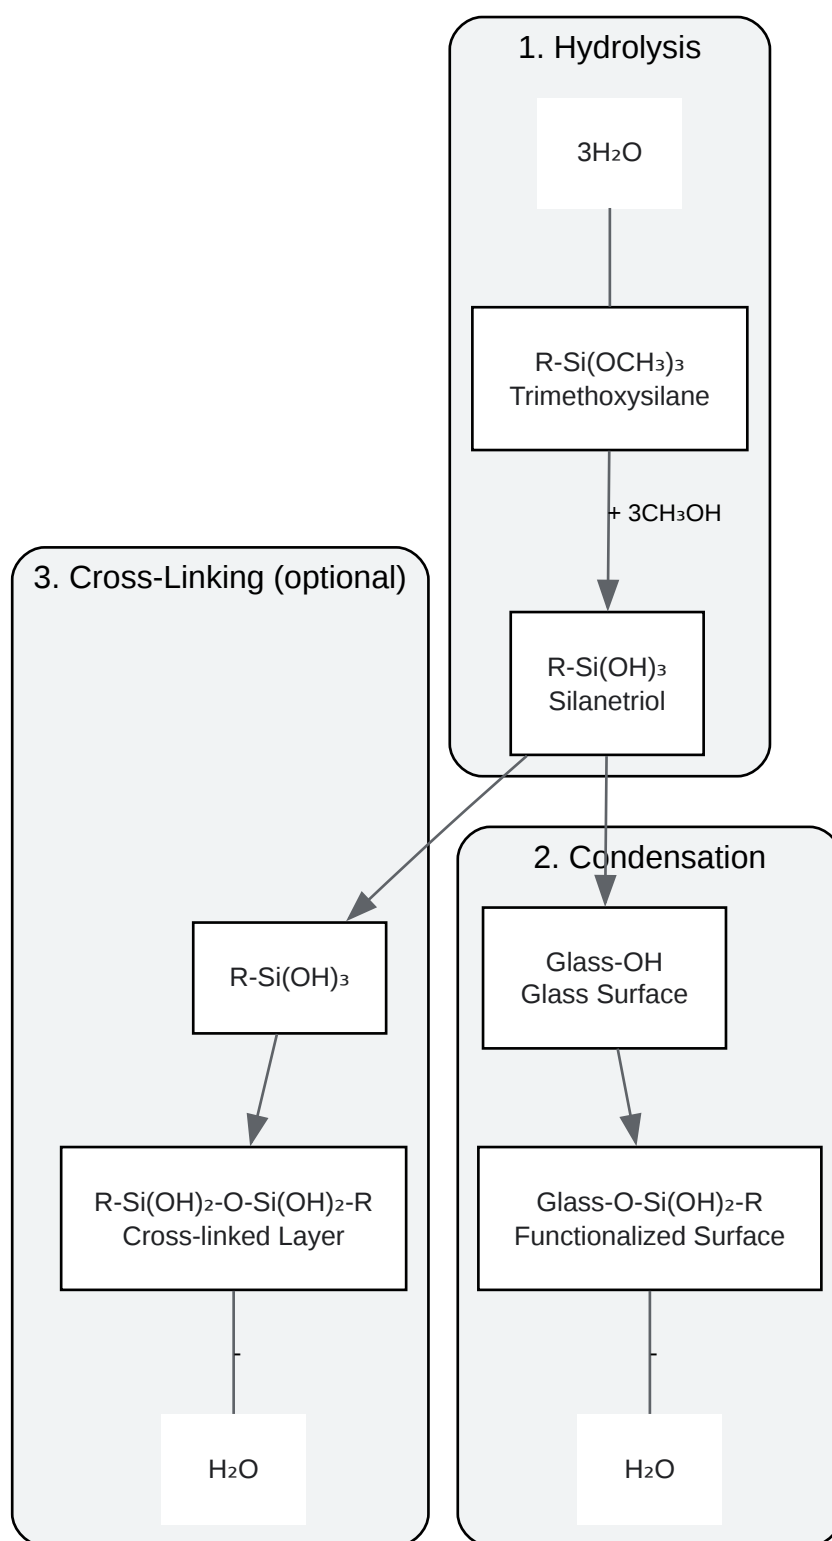 1. Hydrolysis
3H₂O
R-Si(OCH₃)₃
Trimethoxysilane
+ 3CH₃OH
R-Si(OH)₃
Silanetriol
3. Cross-Linking (optional)
R-Si(OH)₃
R-Si(OH)₂-O-Si(OH)₂-R
Cross-linked Layer
-
H₂O
2. Condensation
Glass-OH
Glass Surface
Glass-O-Si(OH)₂-R
Functionalized Surface
-
H₂O